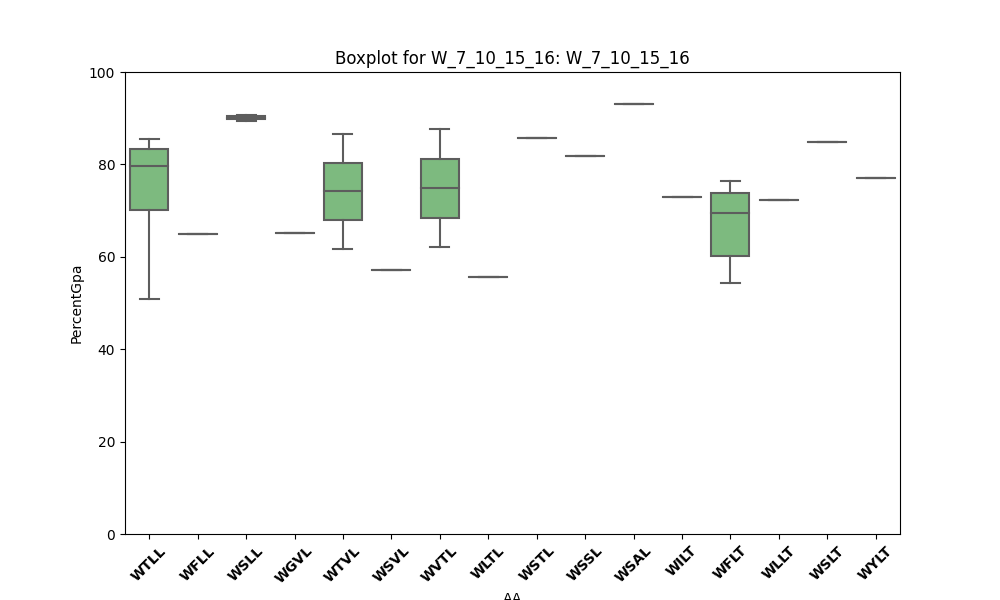 Boxplot for W_7_10_15_16: W_7_10_15_16
PercentGpa
100
80
60
40
20
0
WTLL WFLL WSLL WGVL WTVL WSVL WVTL WLTL WSTL WSSL WSAL WILT WFLT WLLT WSLT WYLT
AA